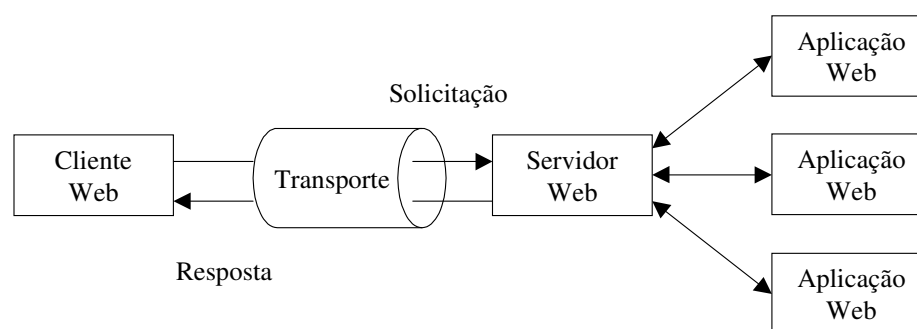 Aplicação
Web
Solicitação
Cliente
Web
Transporte
Servidor
Web
Aplicação
Web
Resposta
Aplicação
Web